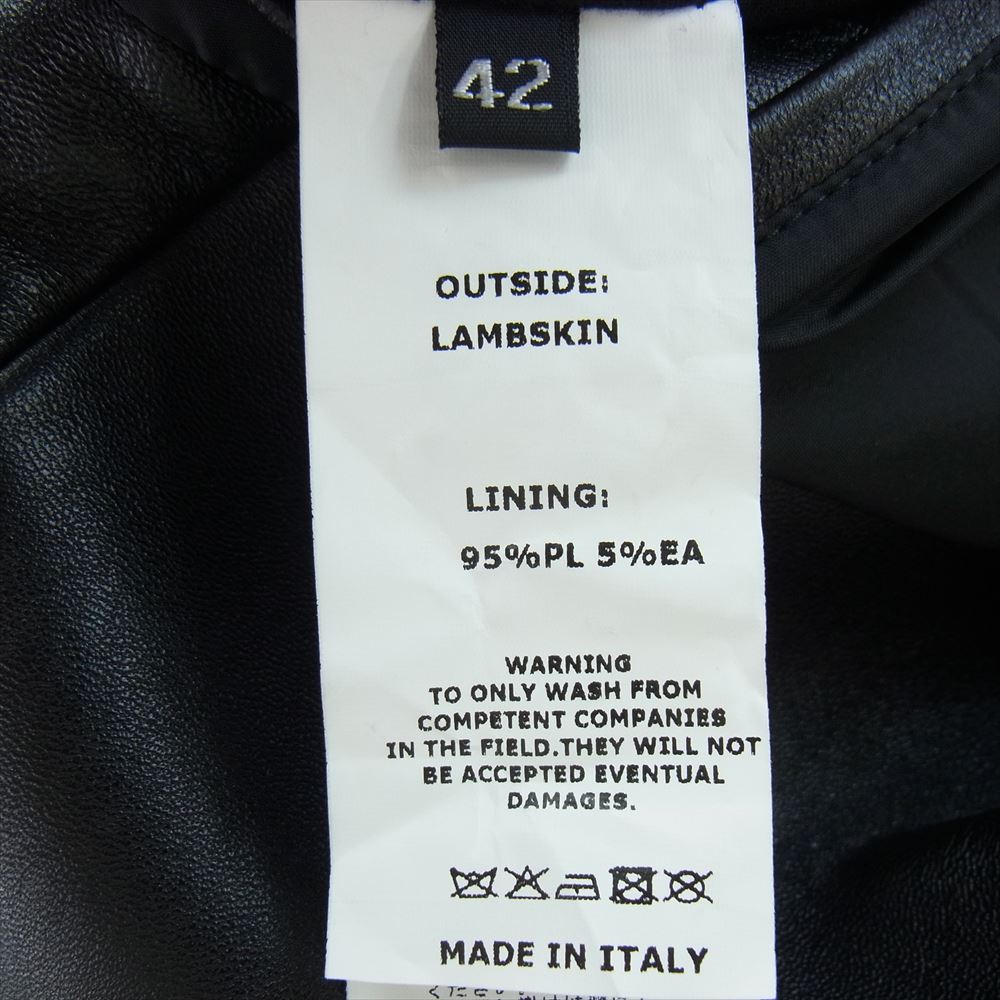 42
OUTSIDE:
LAMBSKIN
LINING:
95%PL 5%EA
WARNING
TO ONLY WASH FROM
COMPETENT COMPANIES
IN THE FIELD.THEY WILL NOT
BE ACCEPTED EVENTUAL
DAMAGES.
MADE IN ITALY